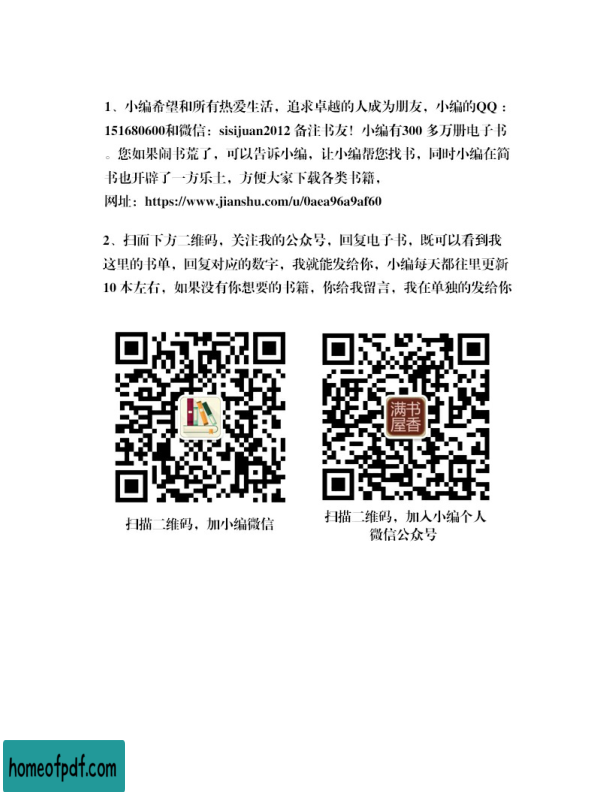 1、小编希望和所有热爱生活，追求卓越的人成为朋友，小编的QQ：
151680600和微信：sisijuan2012 备注书友！小编有300 多万册电子书
。您如果闹书荒了，可以告诉小编，让小编帮您找书，同时小编在简
书也开辟了一方乐土，方便大家下载各类书籍，
网址：https://www.jianshu.com/u/0aea96a9af60
2、扫面下方二维码，关注我的公众号，回复电子书，既可以看到我
这里的书单，回复对应的数字，我就能发给你，小编每天都往里更新
10 本左右，如果没有你想要的书籍，你给我留言，我在单独的发给你
满书
屋香
扫描二维码，加小编微信
扫描二维码，加入小编个人
微信公众号
homeofpdf.com